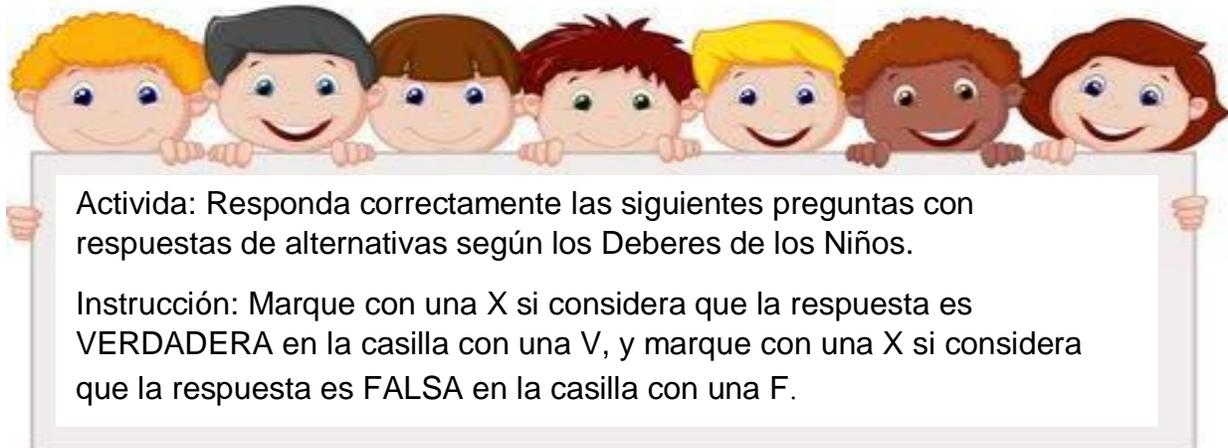 Activida: Responda correctamente las siguientes preguntas con
respuestas de alternativas según los Deberes de los Niños.
Instrucción: Marque con una X si considera que la respuesta es
VERDADERA en la casilla con una V, y marque con una X si considera
que la respuesta es FALSA en la casilla con una F.